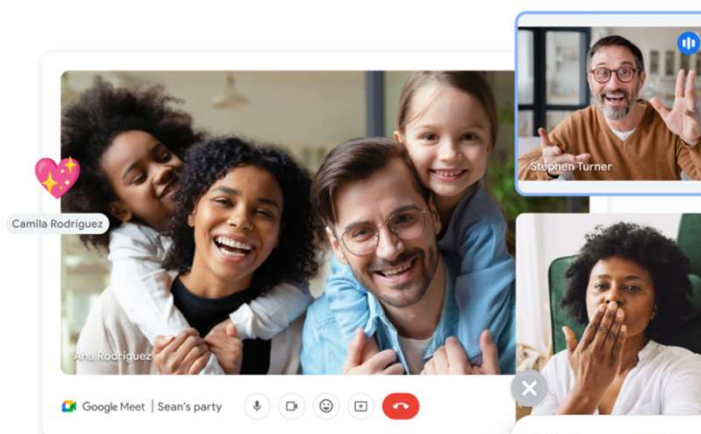 Stephen Turner
Camila Rodriguez
Ana Rodriguez
Google Meet | Sean's party